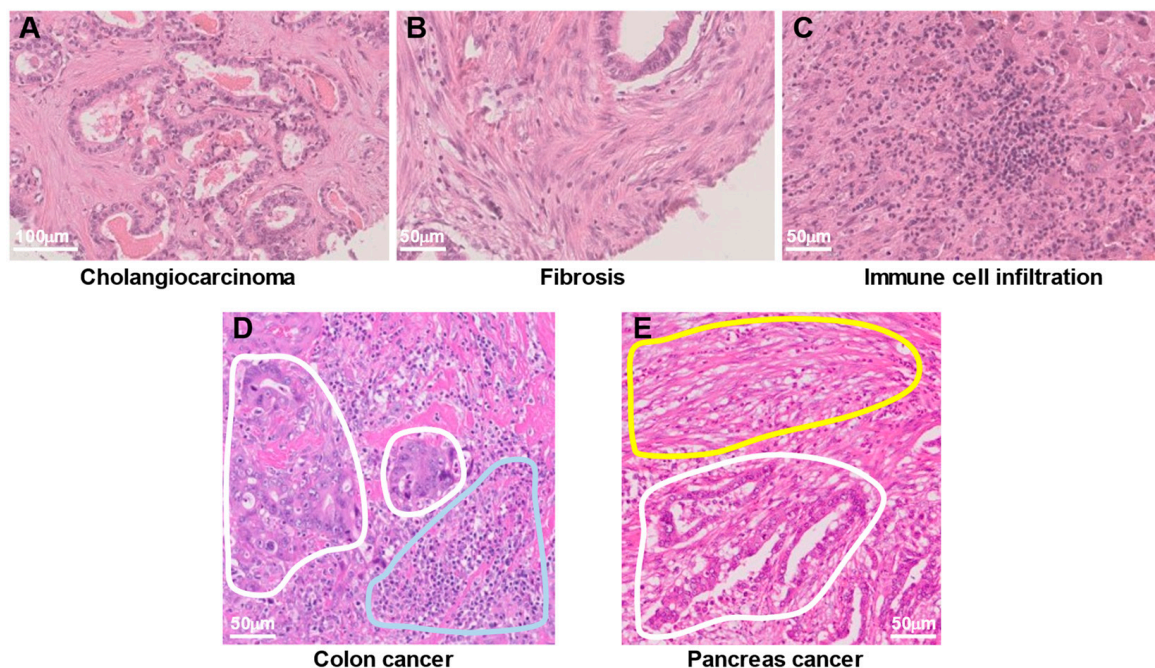 A
B
C
100μm
50μm
50μm
Cholangiocarcinoma
Fibrosis
Immune cell infiltration
D
E
50μm
50μm
Colon cancer
Pancreas cancer